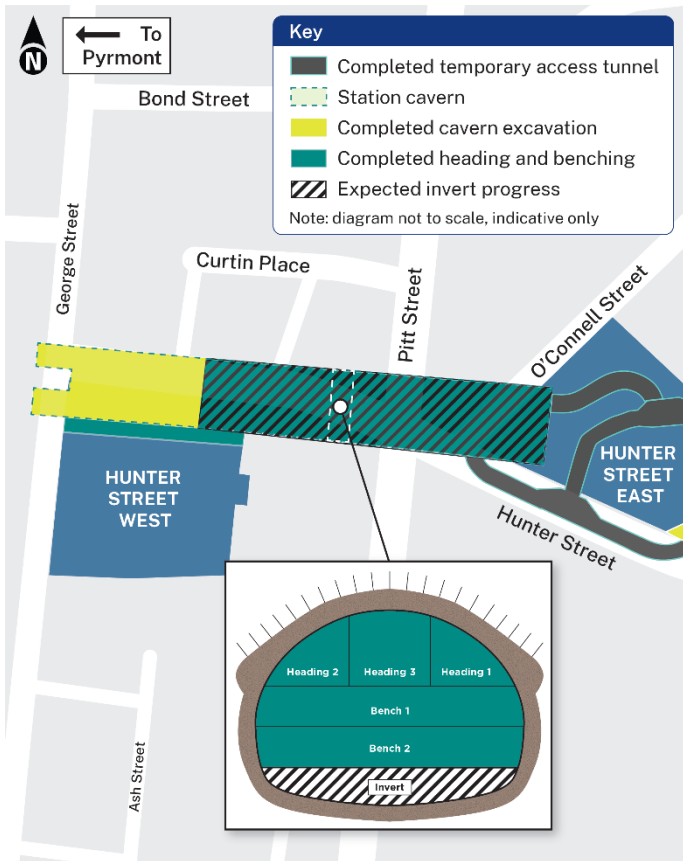 N
To
Pyrmont
Key
Completed temporary access tunnel
Station cavern
Completed cavern excavation
Completed heading and benching
Expected invert progress
Note: diagram not to scale, indicative only
Bond Street
George Street
Curtin Place
Pitt Street
O'Connell Street
HUNTER
STREET
WEST
HUNTER
STREET
EAST
Hunter Street
Ash Street
Heading 2
Heading 3
Heading 1
Bench 1
Bench 2
Invert